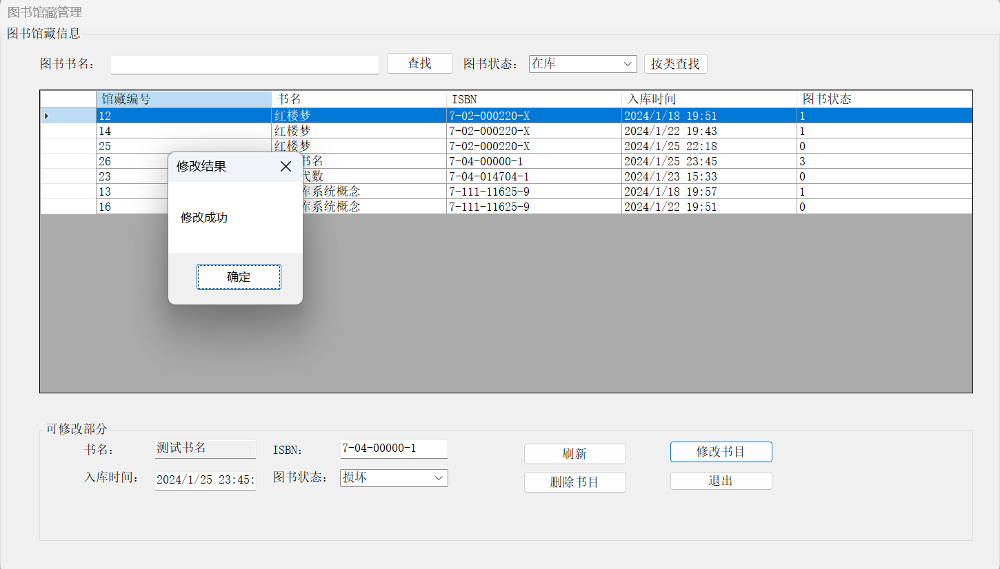 图书馆藏管理
图书馆藏信息
图书书名： 查找 图书状态： 在库 按类查找
馆藏编号 书名 ISBN 入库时间 图书状态
12 红楼梦 7-02-000220-X 2024/1/18 19:51 1
14 红楼梦 7-02-000220-X 2024/1/22 19:43 1
25 红楼梦 7-02-000220-X 2024/1/25 22:18 0
26 书名 7-04-00000-1 2024/1/25 23:45 3
23 代数 7-04-014704-1 2024/1/23 15:33 0
13 库系统概念 7-111-11625-9 2024/1/18 19:57 1
16 库系统概念 7-111-11625-9 2024/1/22 19:51 0
修改结果
修改成功
确定
可修改部分
书名： 测试书名 ISBN： 7-04-00000-1 刷新 修改书目
入库时间： 2024/1/25 23:45: 图书状态： 损坏 删除书目 退出